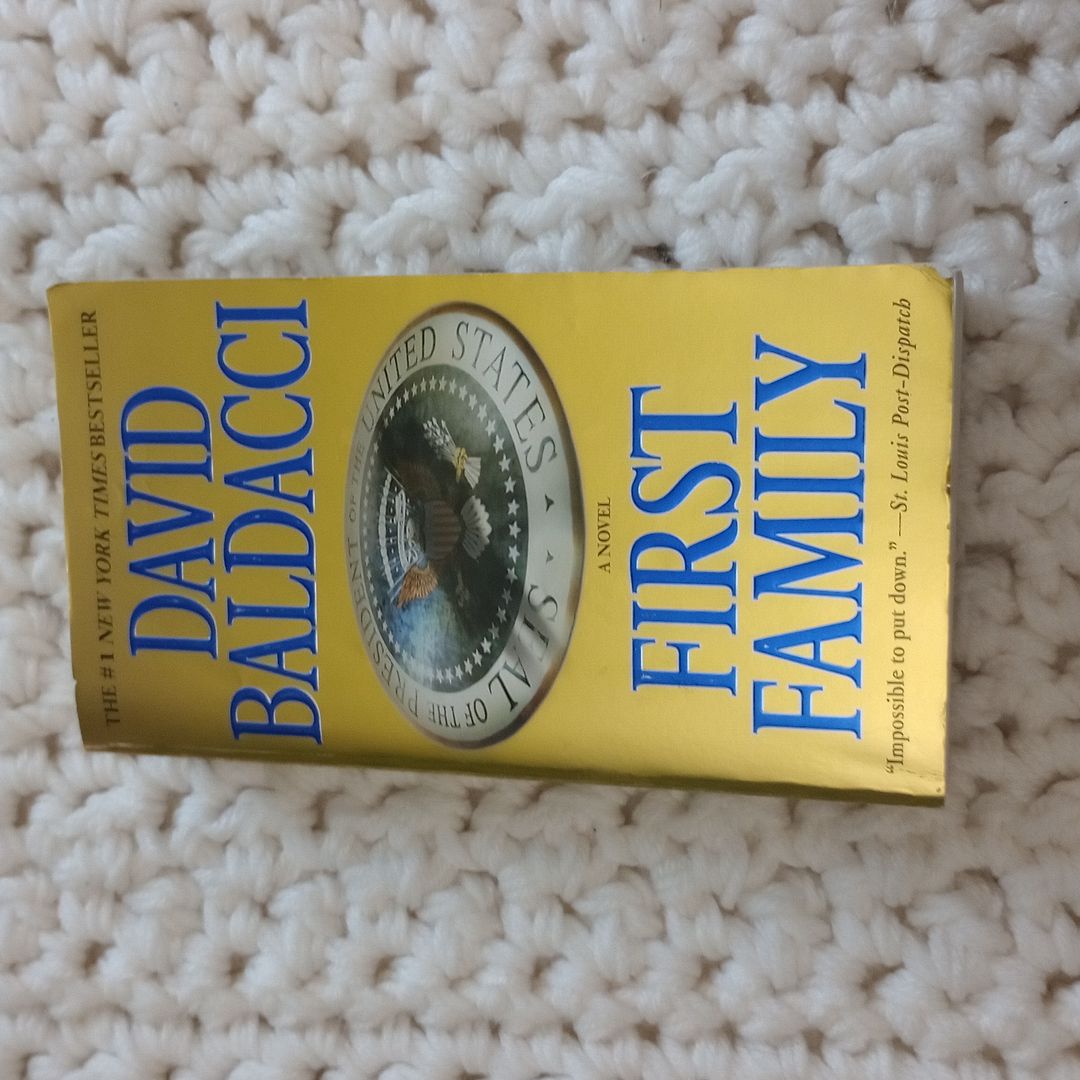 THE #1 NEW YORK TIMES BESTSELLER
DAVID
BALDACCI
SEAL OF THE PRESIDENT OF THE UNITED STATES
A NOVEL
FIRST
FAMILY
“Impossible to put down.” —St. Louis Post-Dispatch